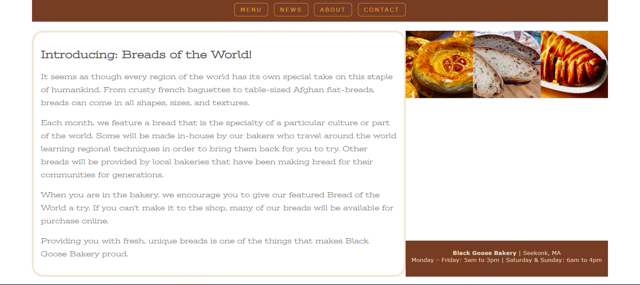 MENU NEWS ABOUT CONTACT
Introducing: Breads of the World!
It seems as though every region of the world has its own special take on this staple
of humankind. From crusty french baguettes to table-sized Afghan flat-breads,
breads can come in all shapes, sizes, and textures.
Each month, we feature a bread that is the specialty of a particular culture or part
of the world. Some will be made in-house by our bakers who travel around the world
learning regional techniques in order to bring them back for you to try. Other
breads will be provided by local bakeries that have been making bread for their
communities for generations.
When you are in the bakery, we encourage you to give our featured Bread of the
World a try. If you can't make it to the shop, many of our breads will be available for
purchase online.
Providing you with fresh, unique breads is one of the things that makes Black
Goose Bakery proud.
Black Goose Bakery | Seekonk, MA
Monday – Friday: 5am to 3pm | Saturday & Sunday: 6am to 4pm